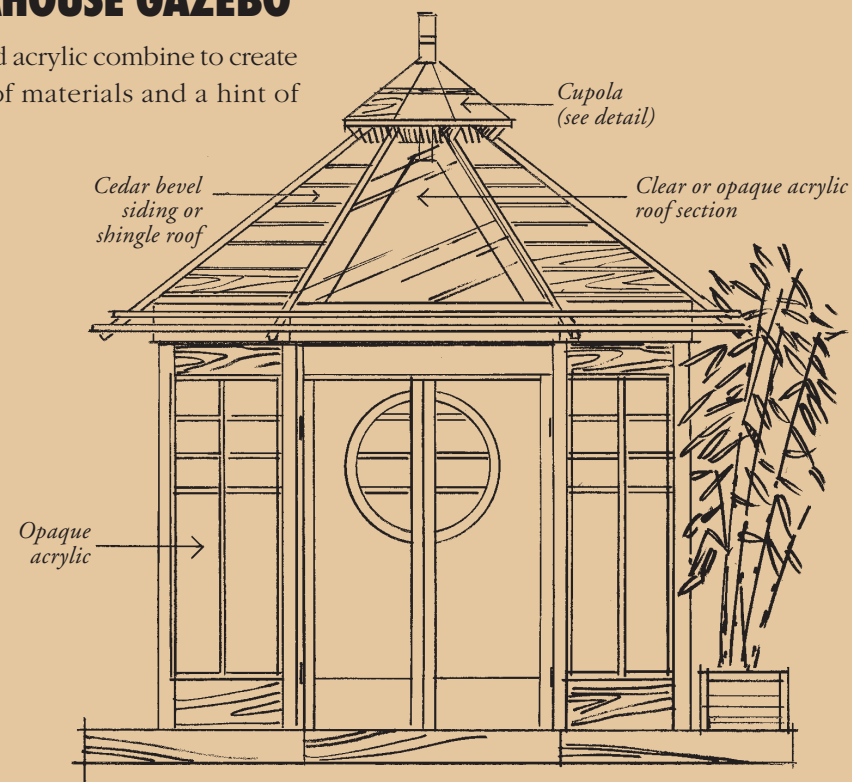 HOUSE GAZEBO
acrylic combine to create
of materials and a hint of
Cupola
(see detail)
Cedar bevel
siding or
shingle roof
Clear or opaque acrylic
roof section
Opaque
acrylic